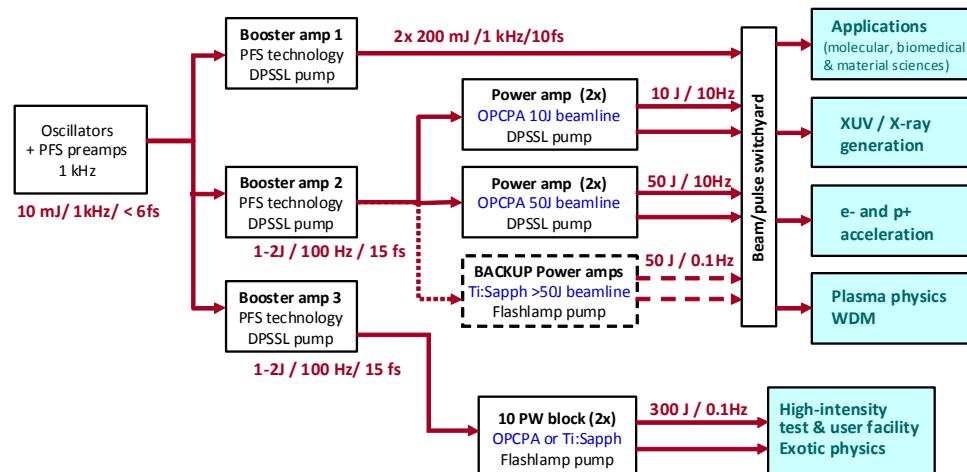 Booster amp 1
PFS technology
DPSSL pump
2x 200 mJ /1 kHz/10fs
Applications
(molecular, biomedical
& material sciences)
Oscillators
+ PFS preamps
1 kHz
10 mJ/ 1kHz/ < 6fs
Power amp (2x)
OPCPA 10J beamline
DPSSL pump
10 J / 10Hz
Beam/pulse switchyard
XUV / X-ray
generation
Booster amp 2
PFS technology
DPSSL pump
1-2J / 100 Hz / 15 fs
Power amp (2x)
OPCPA 50J beamline
DPSSL pump
50 J / 10Hz
e- and p+
acceleration
BACKUP Power amps
Ti:Sapph >50J beamline
Flashlamp pump
50 J / 0.1Hz
Plasma physics
WDM
Booster amp 3
PFS technology
DPSSL pump
1-2J / 100 Hz/ 15 fs
10 PW block (2x)
OPCPA or Ti:Sapph
Flashlamp pump
300 J / 0.1Hz
High-intensity
test & user facility
Exotic physics